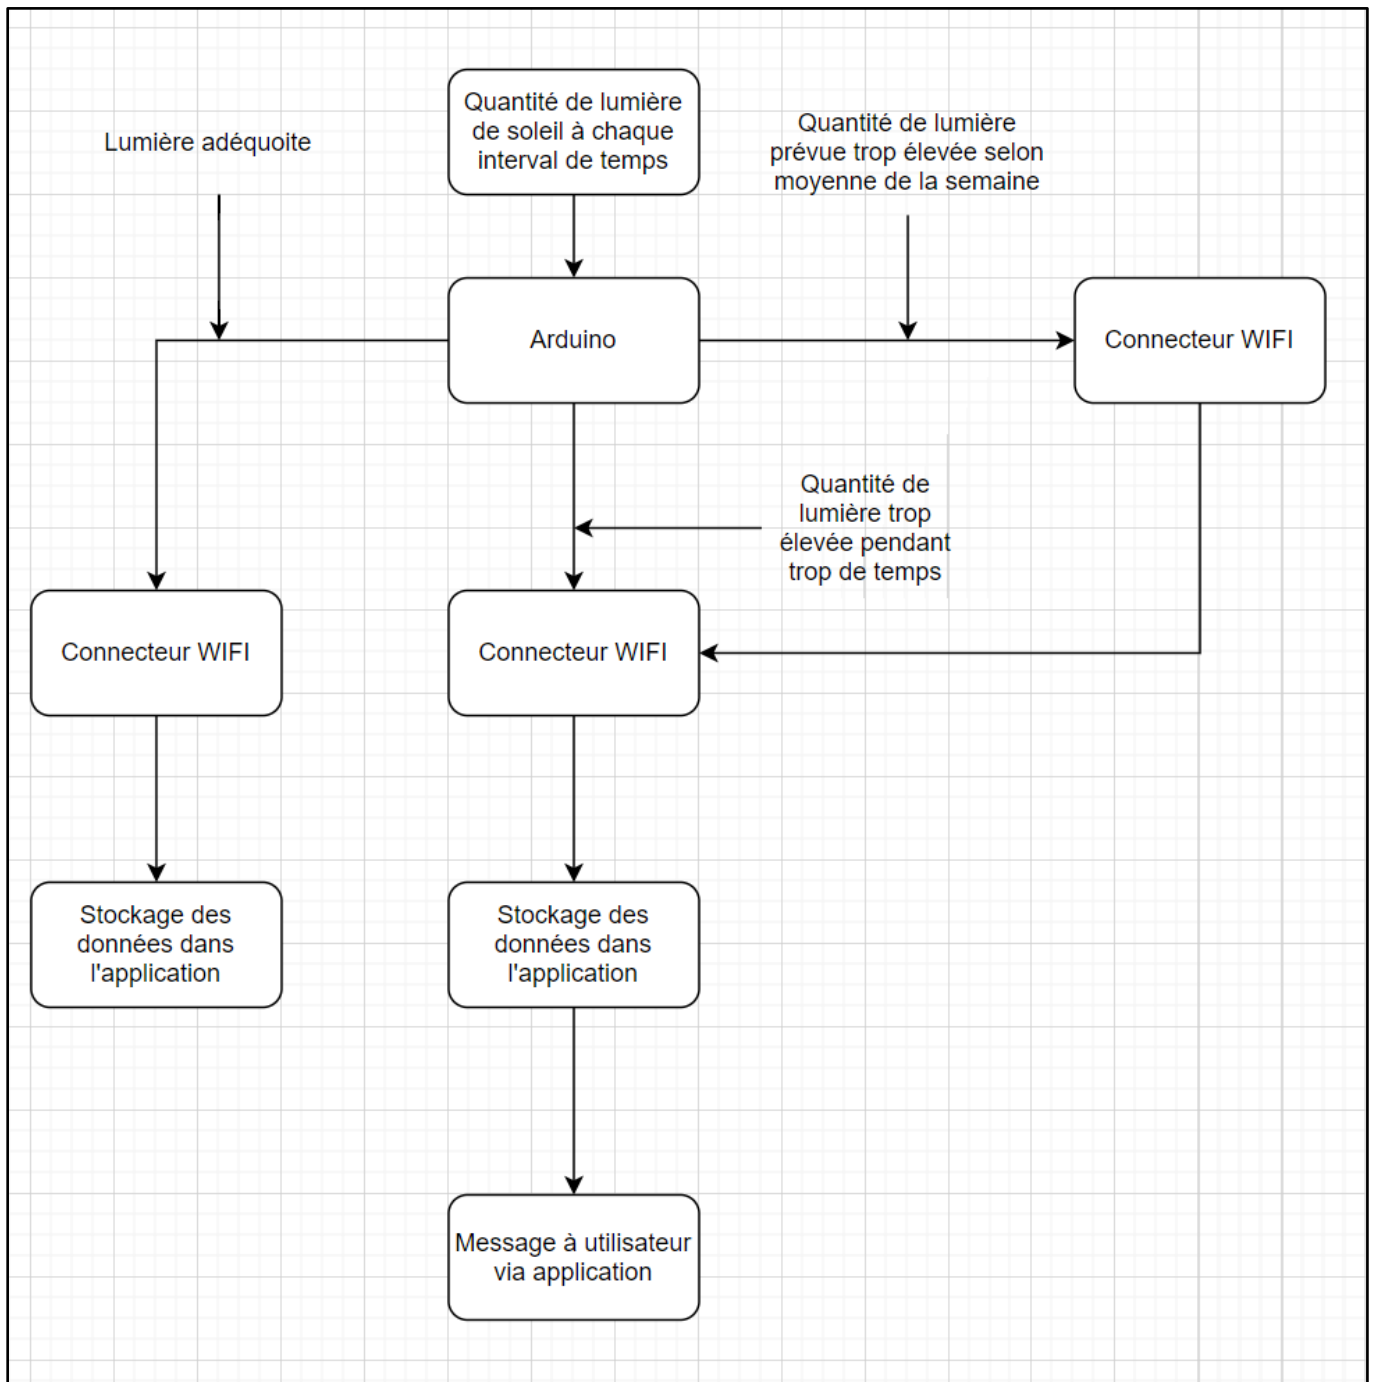 Quantité de lumière
de soleil à chaque
interval de temps
Lumière adéquoite
Quantité de lumière
prévue trop élevée selon
moyenne de la semaine
Arduino
Connecteur WIFI
Quantité de
lumière trop
élevée pendant
trop de temps
Connecteur WIFI
Connecteur WIFI
Stockage des
données dans
l'application
Stockage des
données dans
l'application
Message à utilisateur
via application